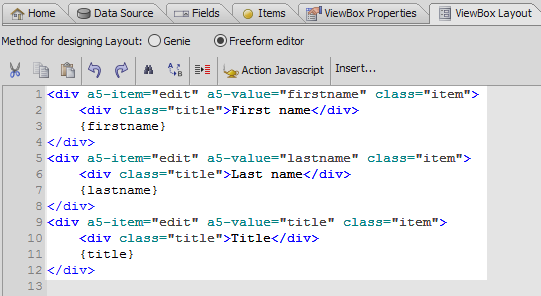 Home Data Source Fields Items ViewBox Properties ViewBox Layout
Method for designing Layout: Genie Freeform editor
Action Javascript Insert...
1 <div a5-item="edit" a5-value="firstname" class="item">
2 <div class="title">First name</div>
3 {firstname}
4 </div>
5 <div a5-item="edit" a5-value="lastname" class="item">
6 <div class="title">Last name</div>
7 {lastname}
8 </div>
9 <div a5-item="edit" a5-value="title" class="item">
10 <div class="title">Title</div>
11 {title}
12 </div>
13